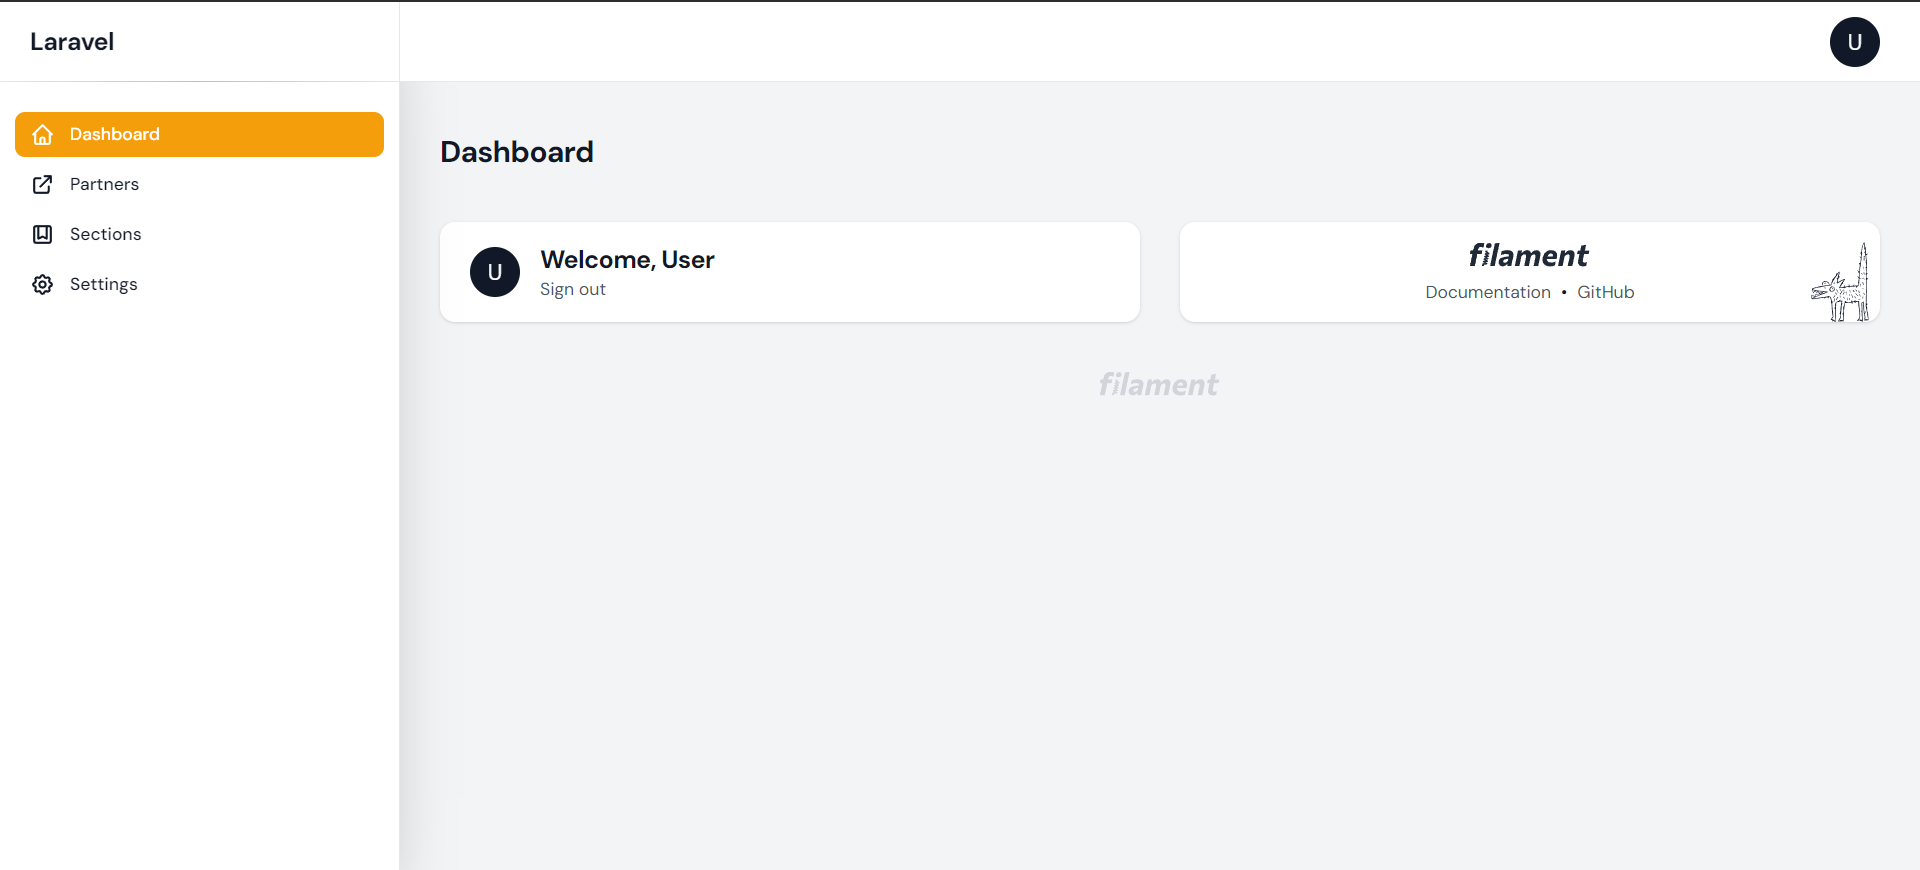 Laravel
U
Dashboard
Partners
Sections
Settings
Dashboard
U
Welcome, User
Sign out
filament
Documentation • GitHub
filament